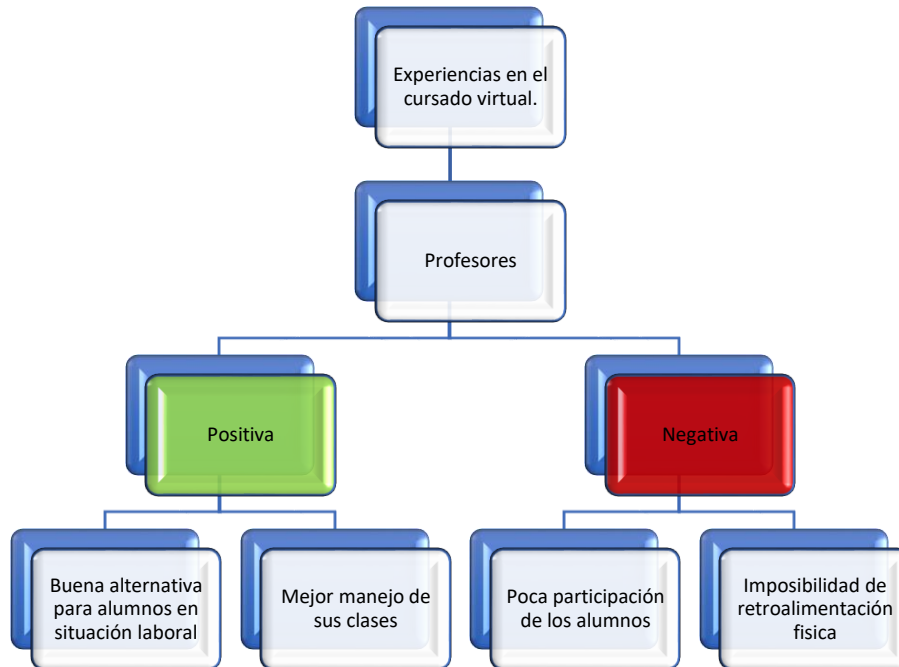 Experiencias en el
cursado virtual.
Profesores
Positiva
Negativa
Buena alternativa
para alumnos en
situación laboral
Mejor manejo de
sus clases
Poca participación
de los alumnos
Imposibilidad de
retroalimentación
fisica